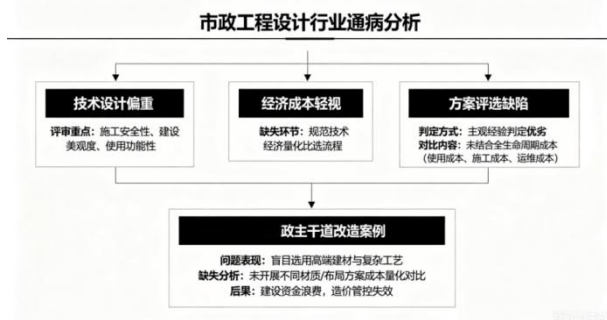 市政工程设计行业通病分析
技术设计偏重
评审重点：施工安全性、建设
美观度、使用功能性
经济成本轻视
缺失环节：规范技术
经济量化比选流程
方案评选缺陷
判定方式：主观经验判定优劣
对比内容：未结合全生命周期成本
（使用成本、施工成本、运维成本）
政主干道改造案例
问题表现：盲目选用高端建材与复杂工艺
缺失分析：未开展不同材质/布局方案成本量化对比
后果：建设资金浪费，造价管控失效